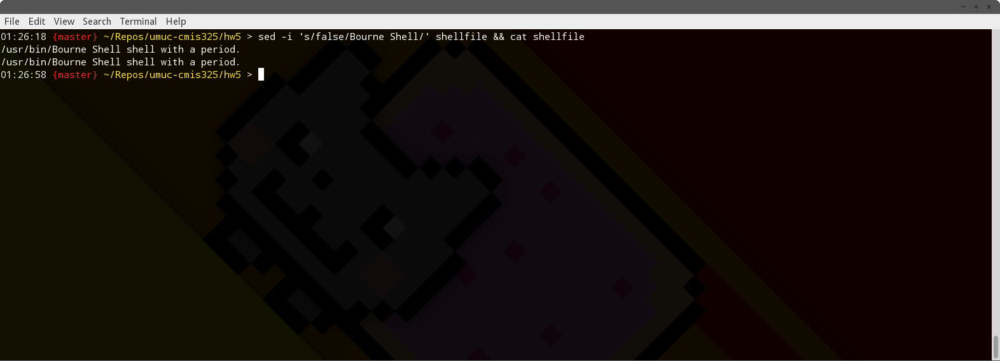 − + x
File Edit View Search Terminal Help
01:26:18 {master} ~/Repos/umuc-cmis325/hw5 > sed -i 's/false/Bourne Shell/' shellfile && cat shellfile
/usr/bin/Bourne Shell shell with a period.
/usr/bin/Bourne Shell shell with a period.
01:26:58 {master} ~/Repos/umuc-cmis325/hw5 >